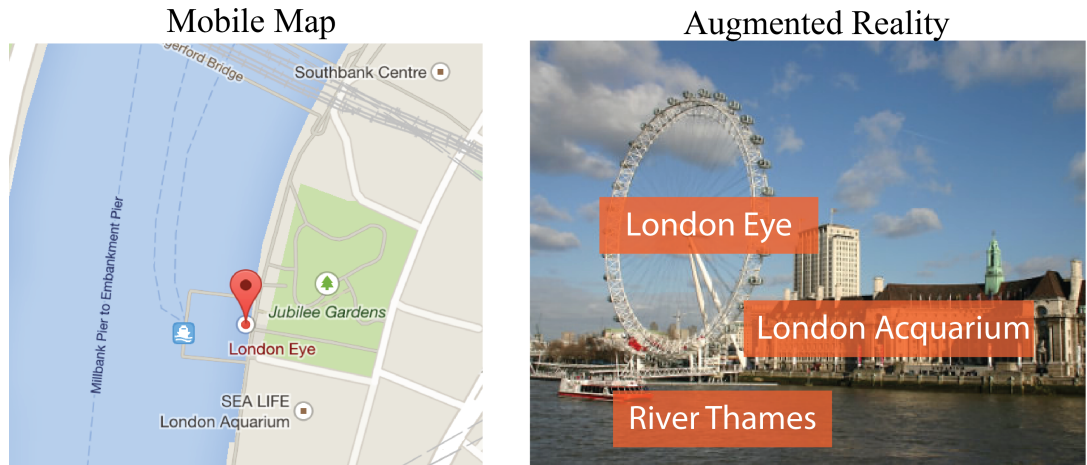 Mobile Map
Augmented Reality
gerford Bridge
Southbank Centre
Millbank Pier to Embankment Pier
Jubilee Gardens
London Eye
SEA LIFE
London Aquarium
London Eye
London Acquarium
River Thames